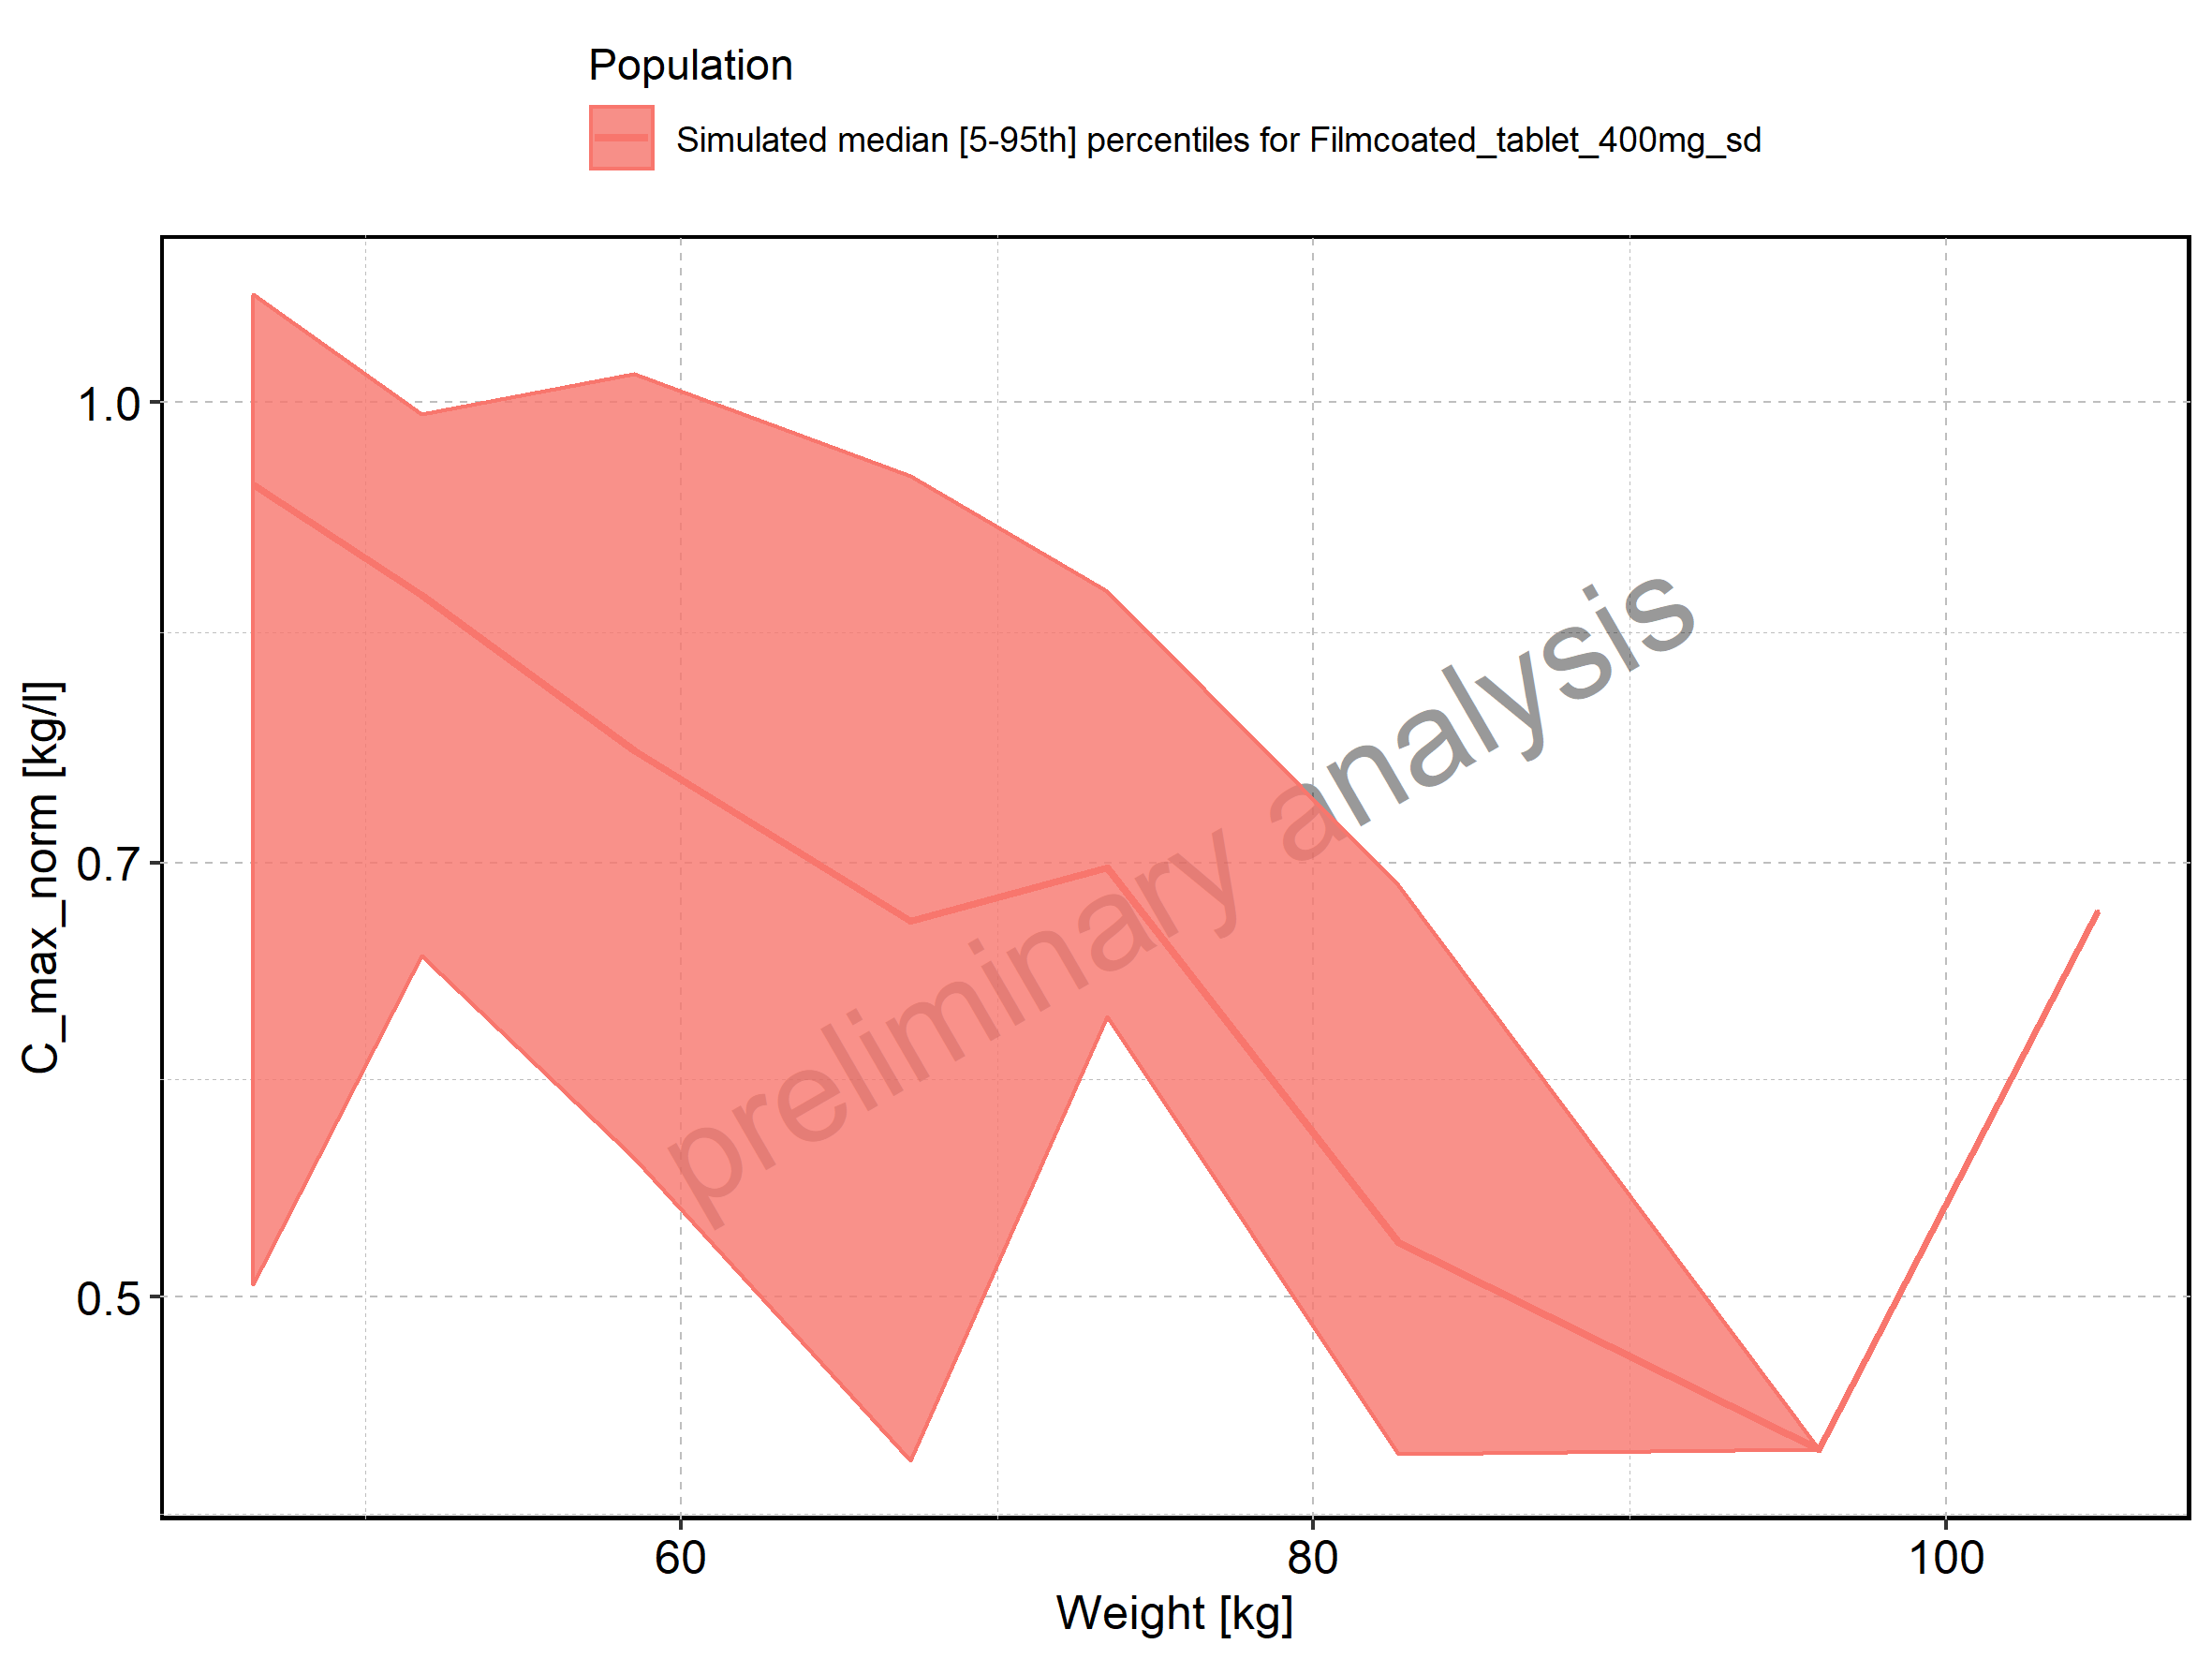 Population
Simulated median [5-95th] percentiles for Filmcoated_tablet_400mg_sd
C_max_norm [kg/l]
1.0
0.7
0.5
preliminary analysis
60 80 100
Weight [kg]